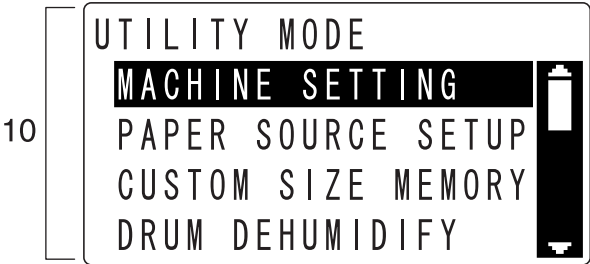 UTILITY MODE
MACHINE SETTING
10
PAPER SOURCE SETUP
CUSTOM SIZE MEMORY
DRUM DEHUMIDIFY